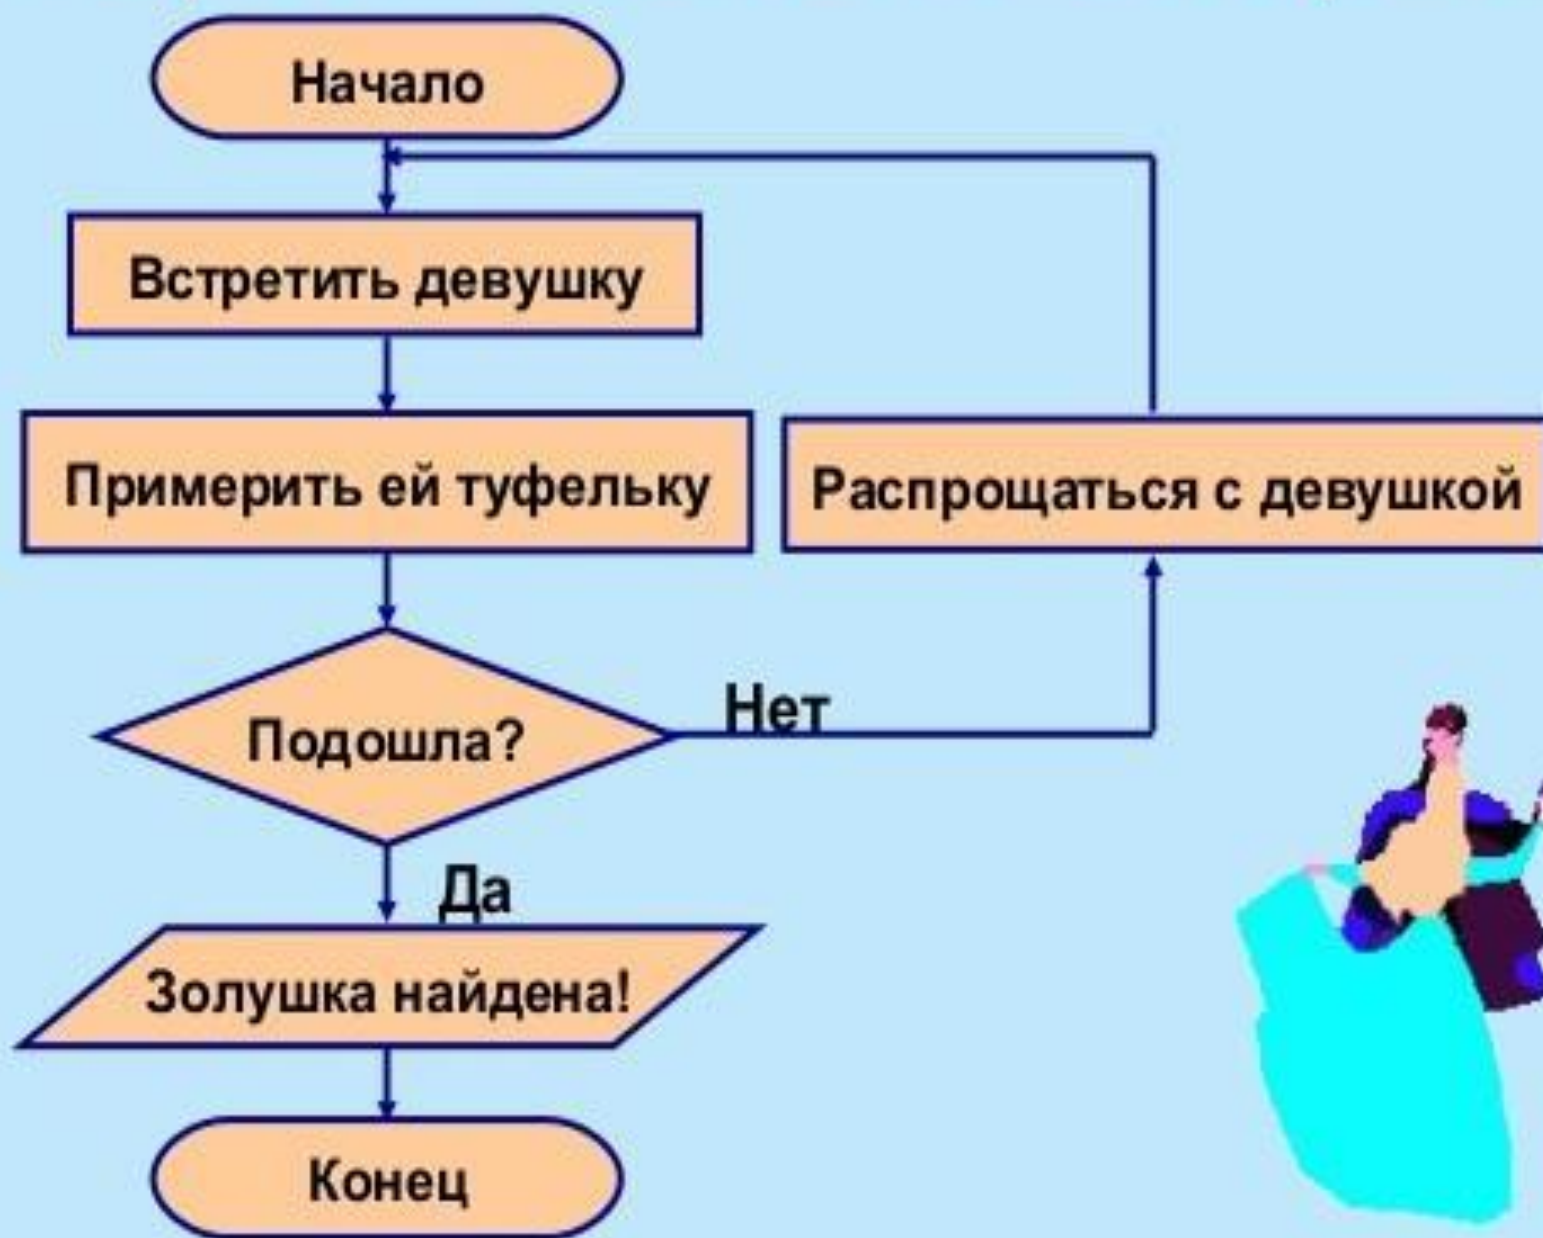 Начало
Встретить девушку
Примерить ей туфельку
Распрощаться с девушкой
Подошла?
Нет
Да
Золушка найдена!
Конец